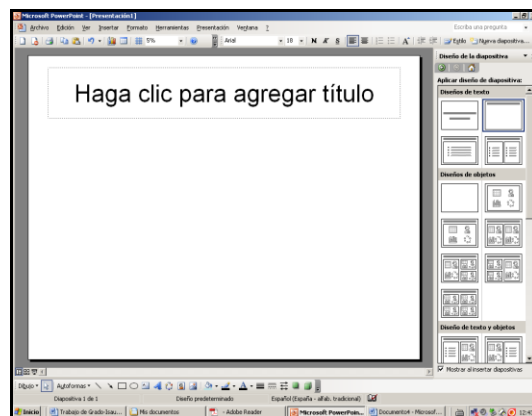 Microsoft PowerPoint - [Presentación1]
Archivo Edición Ver Insertar Formato Herramientas Presentación Ventana ?
Escriba una pregunta
5% Arial 18 N K S Estilo Nueva diapositiva...
Diseño de la diapositiva
Aplicar diseño de diapositiva:
Diseños de texto
Haga clic para agregar título
Diseños de objetos
Diseño de texto y objetos
Mostrar al insertar diapositivas
Dibujo Autoformas
Diapositiva 1 de 1 Diseño predeterminado Español (España - alfab. tradicional)
Inicio Trabajo de Grado-Isau... Mis documentos - Adobe Reader Microsoft PowerPoin... Documento4 - Microsof...